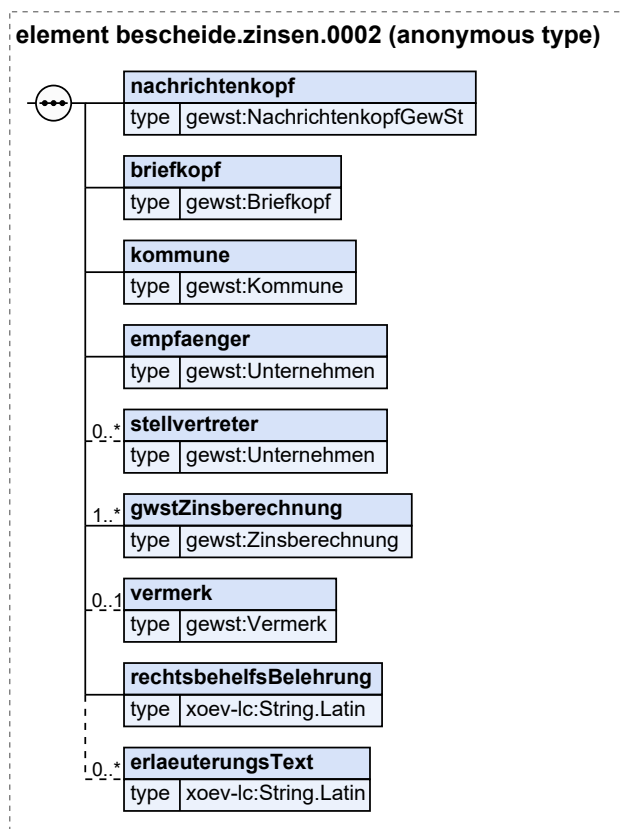 element bescheide.zinsen.0002 (anonymous type)
nachrichtenkopf
type gewst:NachrichtenkopfGewSt
briefkopf
type gewst:Briefkopf
kommune
type gewst:Kommune
empfaenger
type gewst:Unternehmen
0..* stellvertreter
type gewst:Unternehmen
1..* gwstZinsberechnung
type gewst:Zinsberechnung
0..1 vermerk
type gewst:Vermerk
rechtsbehelfsBelehrung
type xoev-lc:String.Latin
0..* erlaeuterungsText
type xoev-lc:String.Latin